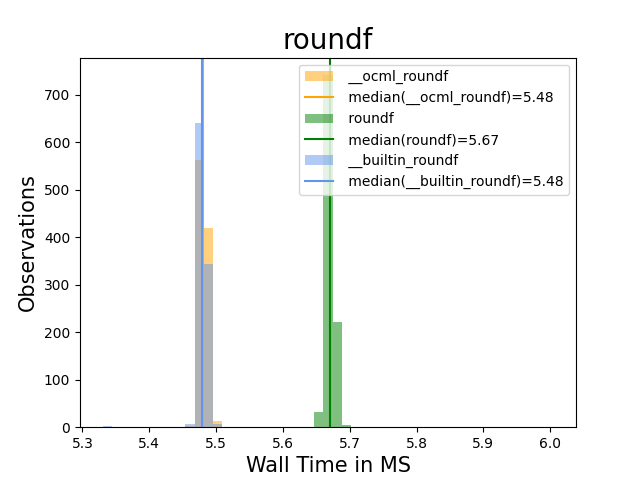 roundf
__ocml_roundf
median(__ocml_roundf)=5.48
roundf
median(roundf)=5.67
__builtin_roundf
median(__builtin_roundf)=5.48
Observations
700
600
500
400
300
200
100
0
5.3 5.4 5.5 5.6 5.7 5.8 5.9 6.0
Wall Time in MS